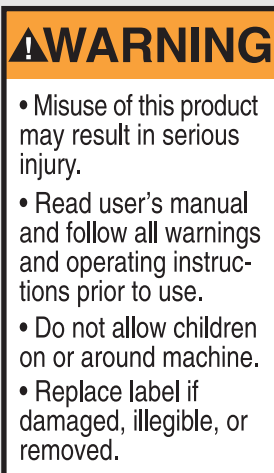 WARNING
• Misuse of this product
may result in serious
injury.
• Read user's manual
and follow all warnings
and operating instruc-
tions prior to use.
• Do not allow children
on or around machine.
• Replace label if
damaged, illegible, or
removed.